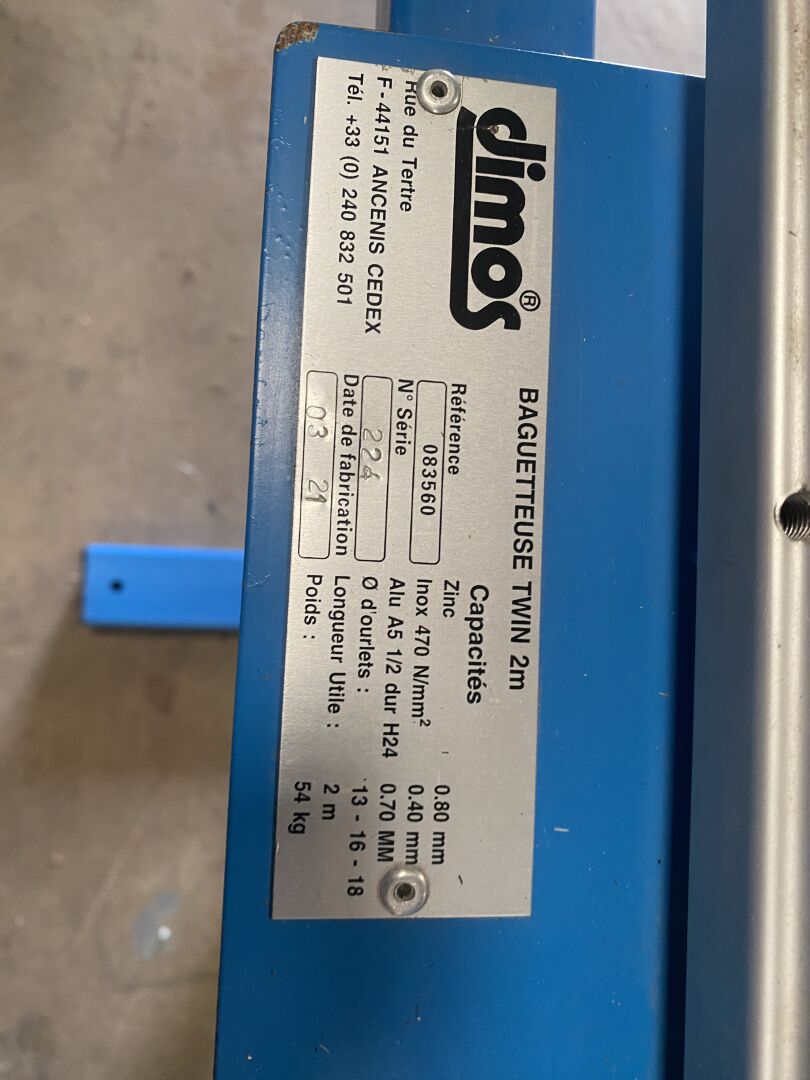 dimos®
Rue du Tertre
F - 44151 ANCENIS CEDEX
Tél. +33 (0) 240 832 501
BAGUETTEUSE TWIN 2m
Référence
083560
N° Série
224
Date de fabrication
03 21
Capacités
Zinc 0.80 mm
Inox 470 N/mm² 0.40 mm
Alu A5 1/2 dur H24 0.70 MM
Ø d'ourlets : 13 - 16 - 18
Longueur Utile : 2 m
Poids : 54 kg